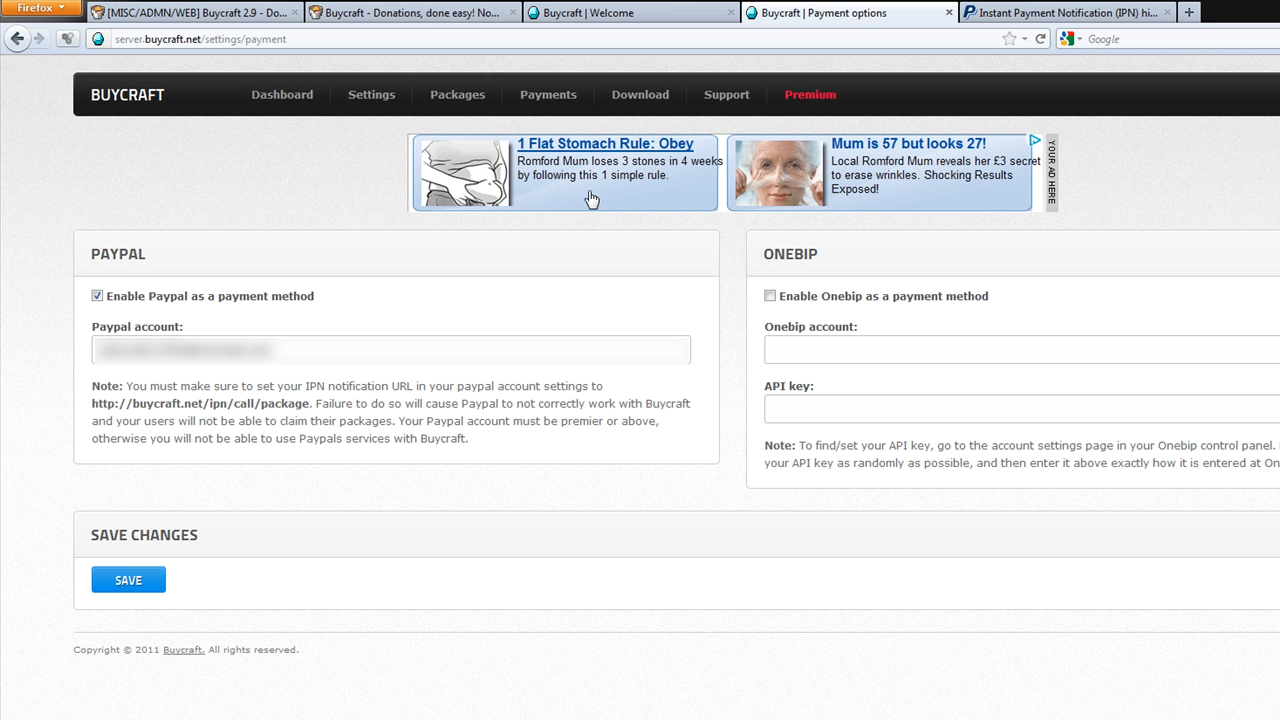 Firefox
[MISC/ADMN/WEB] Buycraft 2.9 - Do...
Buycraft - Donations, done easy! No...
Buycraft | Welcome
Buycraft | Payment options
Instant Payment Notification (IPN) hi...
server.buycraft.net/settings/payment
Google
BUYCRAFT
Dashboard
Settings
Packages
Payments
Download
Support
Premium
1 Flat Stomach Rule: Obey
Romford Mum loses 3 stones in 4 weeks
by following this 1 simple rule.
Mum is 57 but looks 27!
Local Romford Mum reveals her £3 secret
to erase wrinkles. Shocking Results
Exposed!
YOUR AD HERE
PAYPAL
Enable Paypal as a payment method
Paypal account:
Note: You must make sure to set your IPN notification URL in your paypal account settings to
http://buycraft.net/ipn/call/package. Failure to do so will cause Paypal to not correctly work with Buycraft
and your users will not be able to claim their packages. Your Paypal account must be premier or above,
otherwise you will not be able to use Paypals services with Buycraft.
ONEBIP
Enable Onebip as a payment method
Onebip account:
API key:
Note: To find/set your API key, go to the account settings page in your Onebip control panel.
your API key as randomly as possible, and then enter it above exactly how it is entered at On
SAVE CHANGES
SAVE
Copyright © 2011 Buycraft. All rights reserved.